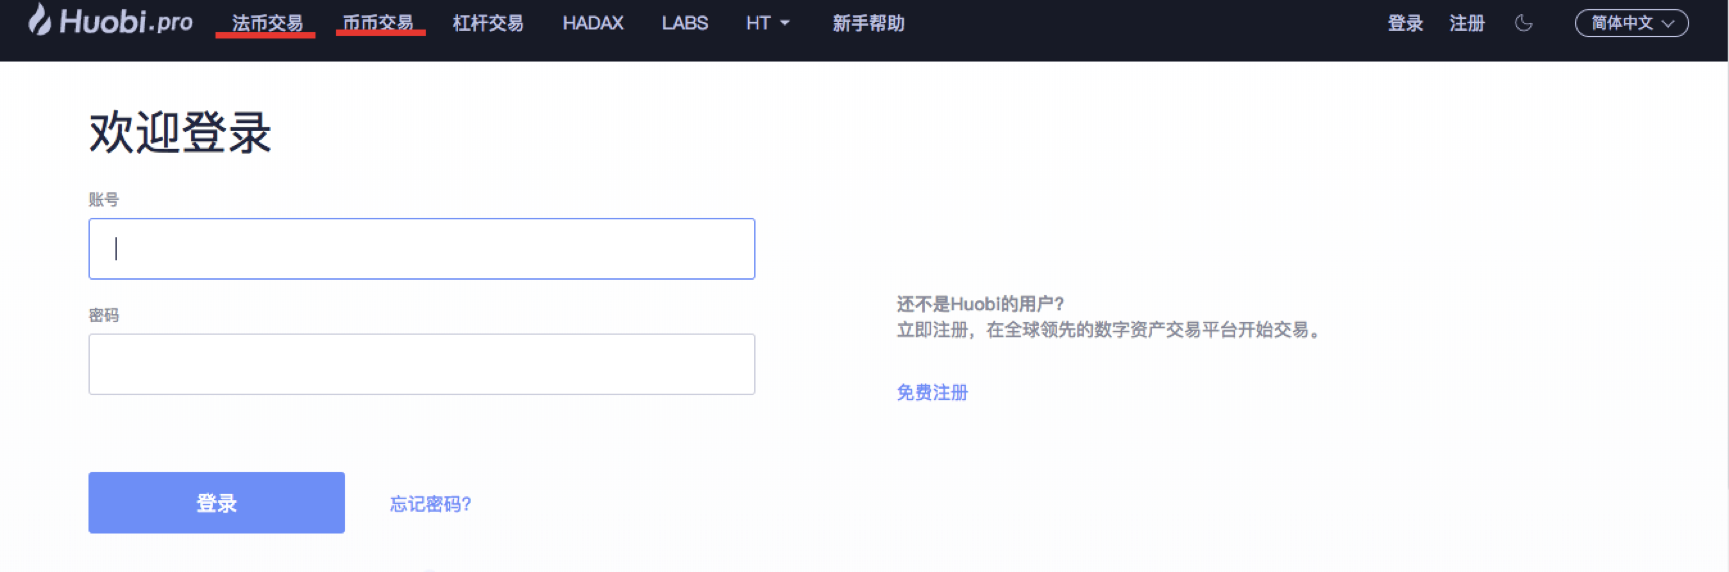 Huobi.pro 法币交易 币币交易 杠杆交易 HADAX LABS HT 新手帮助 登录 注册 简体中文
欢迎登录
账号
密码
还不是Huobi的用户?
立即注册，在全球领先的数字资产交易平台开始交易。
免费注册
登录 忘记密码?